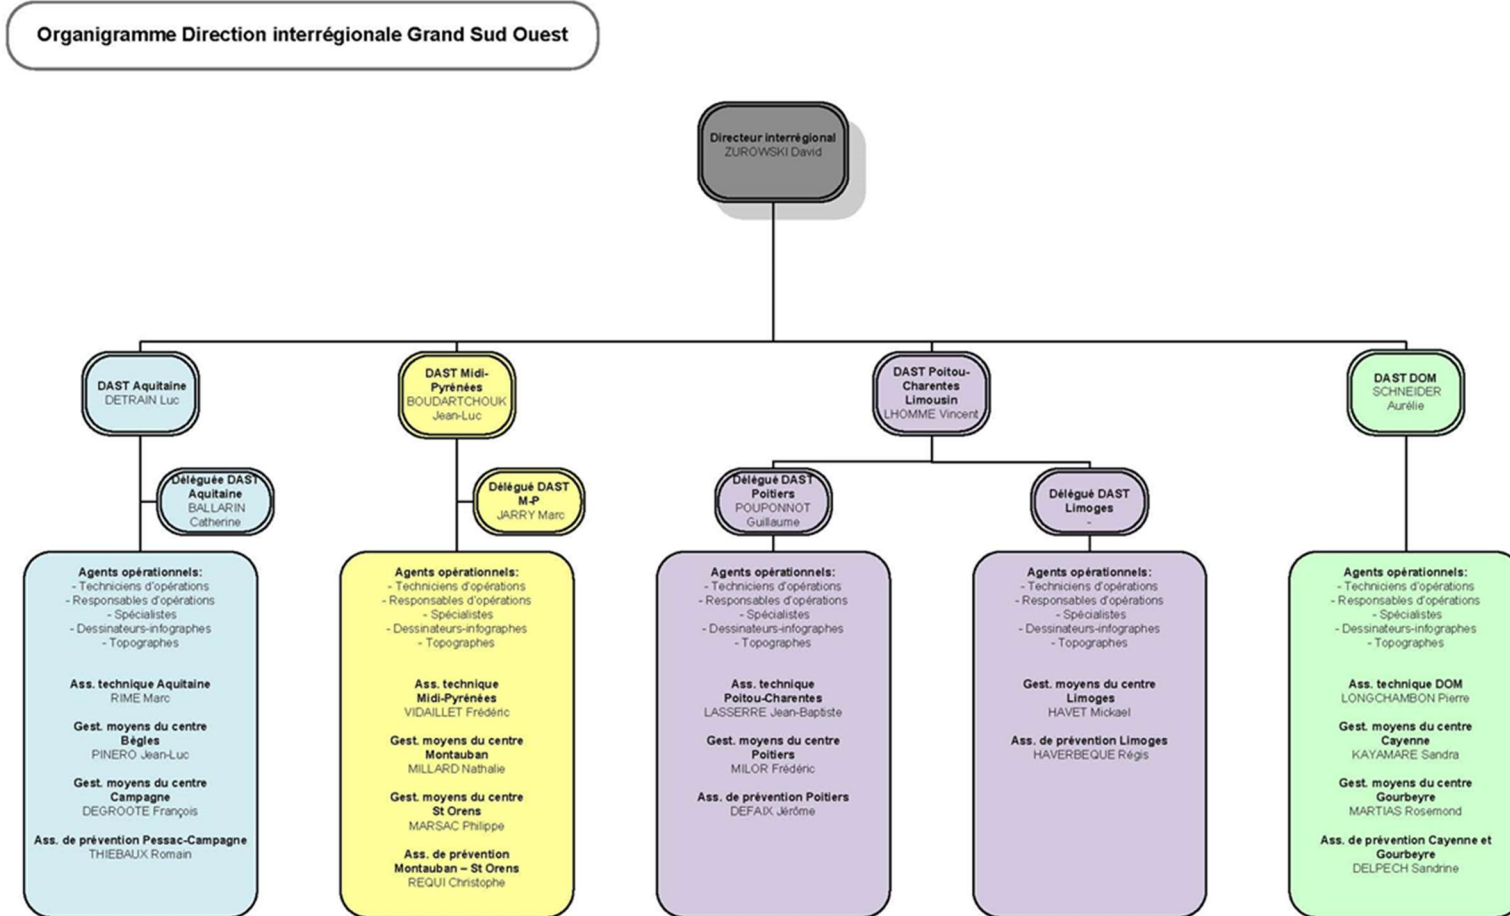 Organigramme Direction interrégionale Grand Sud Ouest
Directeur interrégional
ZUROWSKI David
DAST Aquitaine
DETRAIN Luc
DAST Midi-
Pyrénées
BOUDARTCHOUK
Jean-Luc
DAST Poitou-
Charentes
Limousin
LHOMME Vincent
DAST DOM
SCHNEIDER
Aurélie
Déléguée DAST
Aquitaine
BALLARIN
Catherine
Délégué DAST
M-P
JARRY Marc
Délégué DAST
Poitiers
POUPONNOT
Guillaume
Délégué DAST
Limoges
-
Agents opérationnels:
- Techniciens d'opérations
- Responsables d'opérations
- Spécialistes
- Dessinateurs-infographes
- Topographes
Ass. technique Aquitaine
RIME Marc
Gest. moyens du centre
Bègles
PINERO Jean-Luc
Gest. moyens du centre
Campagne
DEGROOTE François
Ass. de prévention Pessac-Campagne
THIEBAUX Romain
Agents opérationnels:
- Techniciens d'opérations
- Responsables d'opérations
- Spécialistes
- Dessinateurs-infographes
- Topographes
Ass. technique
Midi-Pyrénées
VIDAILLET Frédéric
Gest. moyens du centre
Montauban
MILLARD Nathalie
Gest. moyens du centre
St Orens
MARSAC Philippe
Ass. de prévention
Montauban – St Orens
REQUI Christophe
Agents opérationnels:
- Techniciens d'opérations
- Responsables d'opérations
- Spécialistes
- Dessinateurs-infographes
- Topographes
Ass. technique
Poitou-Charentes
LASSERRE Jean-Baptiste
Gest. moyens du centre
Poitiers
MILOR Frédéric
Ass. de prévention Poitiers
DEFAIX Jérôme
Agents opérationnels:
- Techniciens d'opérations
- Responsables d'opérations
- Spécialistes
- Dessinateurs-infographes
- Topographes
Gest. moyens du centre
Limoges
HAVET Mickael
Ass. de prévention Limoges
HAVERBEQUE Régis
Agents opérationnels:
- Techniciens d'opérations
- Responsables d'opérations
- Spécialistes
- Dessinateurs-infographes
- Topographes
Ass. technique DOM
LONGCHAMBON Pierre
Gest. moyens du centre
Cayenne
KAYAMARE Sandra
Gest. moyens du centre
Gourbeyre
MARTIAS Rosemond
Ass. de prévention Cayenne et
Gourbeyre
DELPECH Sandrine